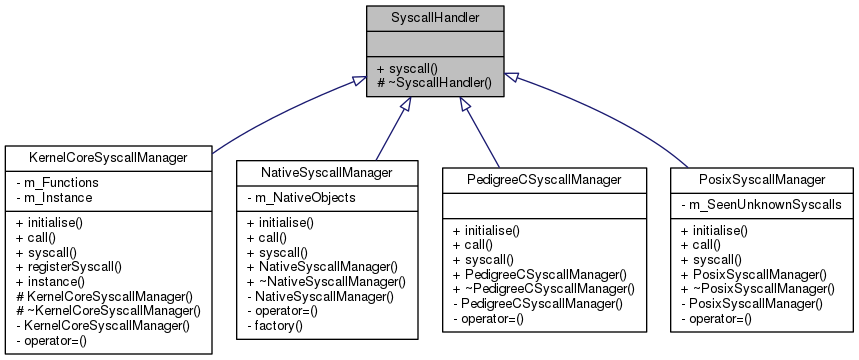 SyscallHandler
+ syscall()
# ~SyscallHandler()
KernelCoreSyscallManager
- m_Functions
- m_Instance
+ initialise()
+ call()
+ syscall()
+ registerSyscall()
+ instance()
# KernelCoreSyscallManager()
# ~KernelCoreSyscallManager()
- KernelCoreSyscallManager()
- operator=()
NativeSyscallManager
- m_NativeObjects
+ initialise()
+ call()
+ syscall()
+ NativeSyscallManager()
+ ~NativeSyscallManager()
- NativeSyscallManager()
- operator=()
- factory()
PedigreeCSyscallManager
+ initialise()
+ call()
+ syscall()
+ PedigreeCSyscallManager()
+ ~PedigreeCSyscallManager()
- PedigreeCSyscallManager()
- operator=()
PosixSyscallManager
- m_SeenUnknownSyscalls
+ initialise()
+ call()
+ syscall()
+ PosixSyscallManager()
+ ~PosixSyscallManager()
- PosixSyscallManager()
- operator=()